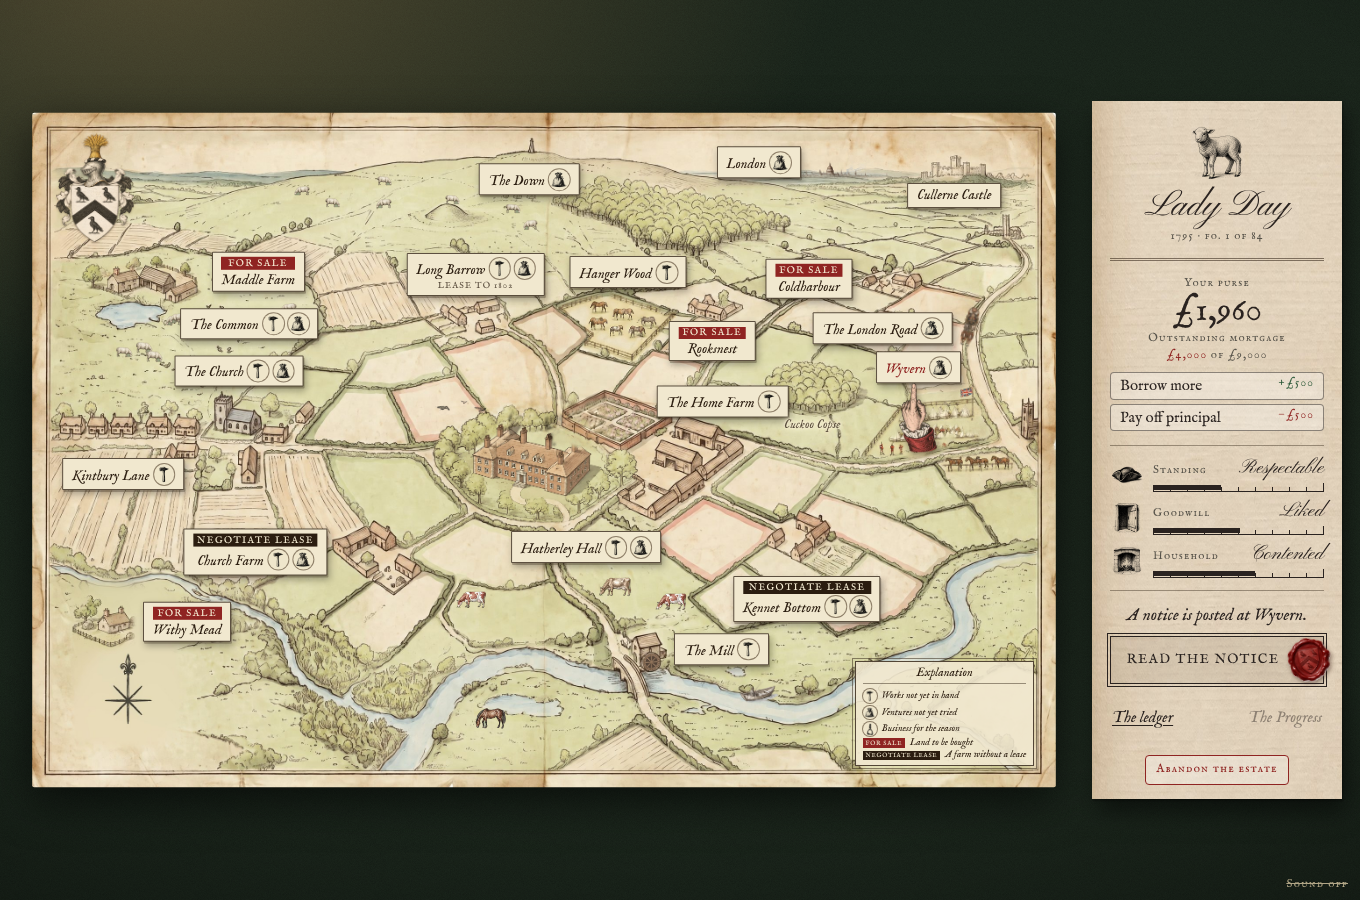 London
The Down
Cullerne Castle
FOR SALE
Maddle Farm
Long Barrow
LEASE TO 1802
Hanger Wood
FOR SALE
Coldharbour
The Common
FOR SALE
Rooksnest
The London Road
The Church
Wyvern
The Home Farm
Cuckoo Copse
Kintbury Lane
NEGOTIATE LEASE
Church Farm
Hatherley Hall
NEGOTIATE LEASE
Kennet Bottom
FOR SALE
Withy Mead
The Mill
Explanation
Works not yet in hand
Ventures not yet tried
Business for the season
FOR SALE Land to be bought
NEGOTIATE LEASE A farm without a lease
Lady Day
1795 · FO. 1 OF 84
YOUR PURSE
£1,960
OUTSTANDING MORTGAGE
£4,000 OF £9,000
Borrow more +£500
Pay off principal −£500
STANDING Respectable
GOODWILL Liked
HOUSEHOLD Contented
A notice is posted at Wyvern.
READ THE NOTICE
The ledger The Progress
ABANDON THE ESTATE
SOUND OFF